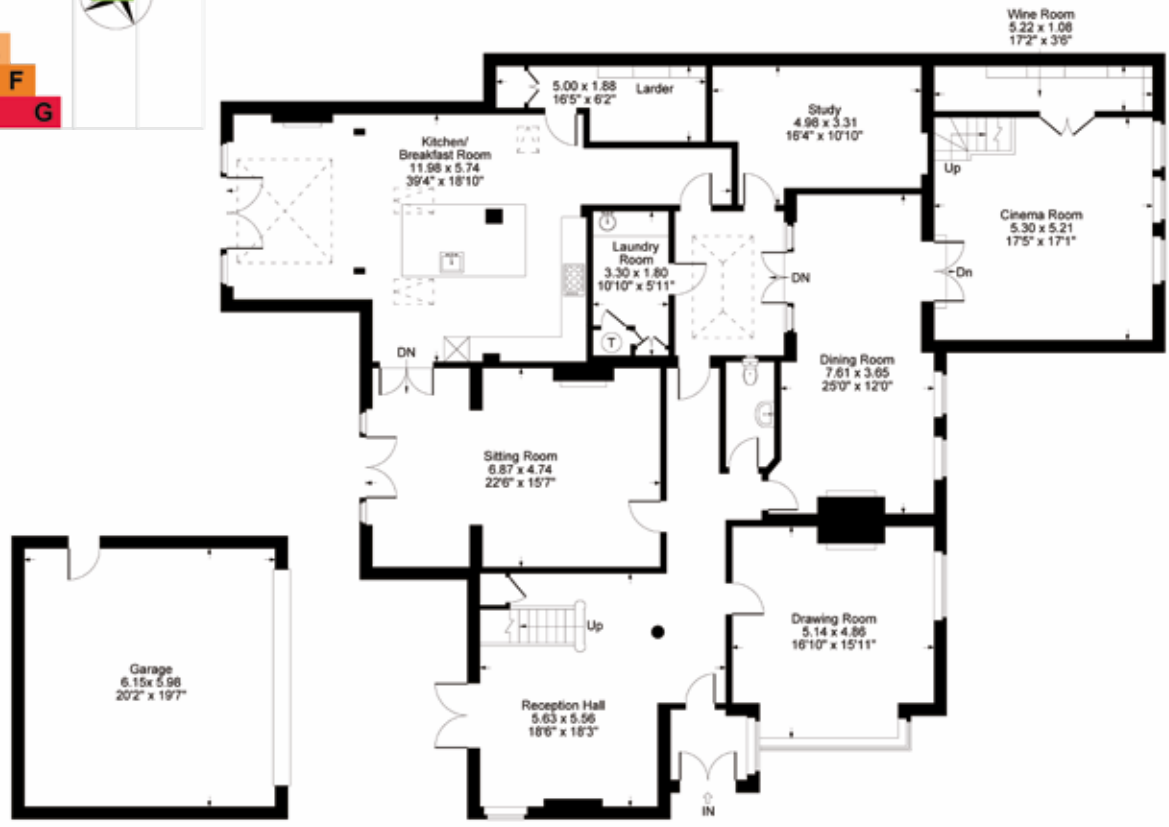 F
G
Wine Room
5.22 x 1.08
17'2" x 3'6"
5.00 x 1.88
16'5" x 6'2"
Larder
Study
4.98 x 3.31
16'4" x 10'10"
Kitchen/
Breakfast Room
11.98 x 5.74
39'4" x 18'10"
Up
Cinema Room
5.30 x 5.21
17'5" x 17'1"
Laundry
Room
3.30 x 1.80
10'10" x 5'11"
T
DN
Dn
DN
Dining Room
7.61 x 3.65
25'0" x 12'0"
Sitting Room
6.87 x 4.74
22'6" x 15'7"
Up
Drawing Room
5.14 x 4.86
16'10" x 15'11"
Garage
6.15x 5.98
20'2" x 19'7"
Reception Hall
5.63 x 5.56
18'6" x 18'3"
IN